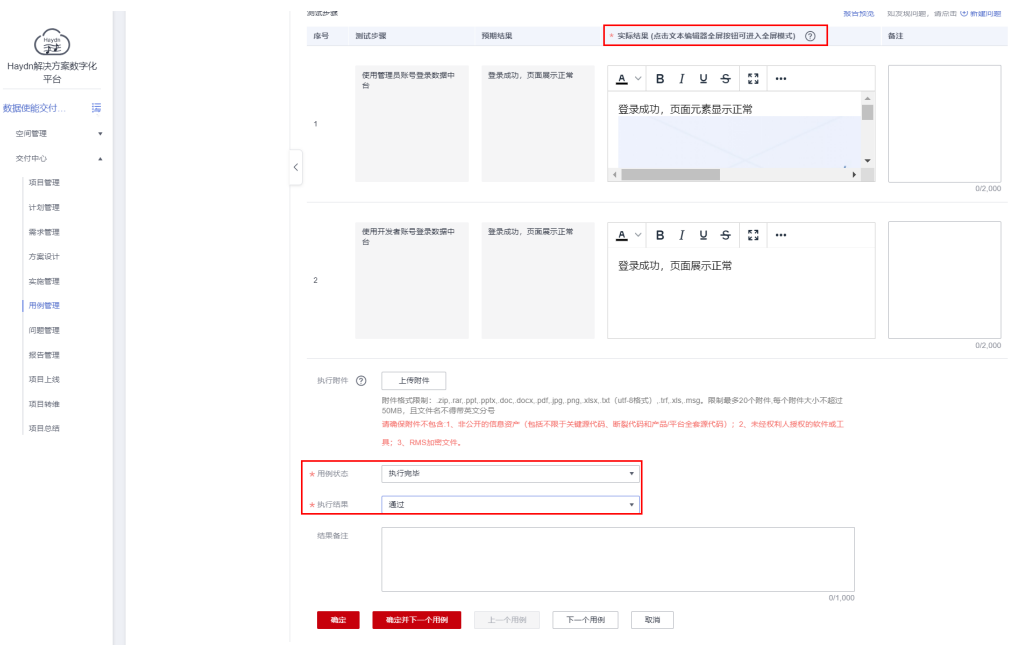 测试步骤
报告预览 如发现问题，请点击 新建问题
序号 测试步骤 预期结果 * 实际结果 (点击文本编辑器全屏按钮可进入全屏模式) ? 备注
Haydn
Haydn解决方案数字化
平台
数据使能交付...
空间管理
交付中心
项目管理
计划管理
需求管理
方案设计
实施管理
用例管理
问题管理
报告管理
项目上线
项目转维
项目总结
1
使用管理员账号登录数据中
台
登录成功，页面展示正常
A B I U S
登录成功，页面元素显示正常
0/2,000
2
使用开发者账号登录数据中
台
登录成功，页面展示正常
A B I U S
登录成功，页面展示正常
0/2,000
执行附件 ? 上传附件
附件格式限制：.zip,.rar,.ppt,.pptx,.doc,.docx,.pdf,.jpg,.png,.xlsx,.txt（utf-8格式）,.trf,.xls,.msg。限制最多20个附件,每个附件大小不超过
50MB，且文件名不得带英文分号
请确保附件不包含:1、非公开的信息资产（包括不限于关键源代码，断裂代码和产品/平台全套源代码）；2、未经权利人授权的软件或工
具；3、RMS加密文件。
* 用例状态 执行完毕
* 执行结果 通过
结果备注
0/1,000
确定 确定并下一个用例 上一个用例 下一个用例 取消